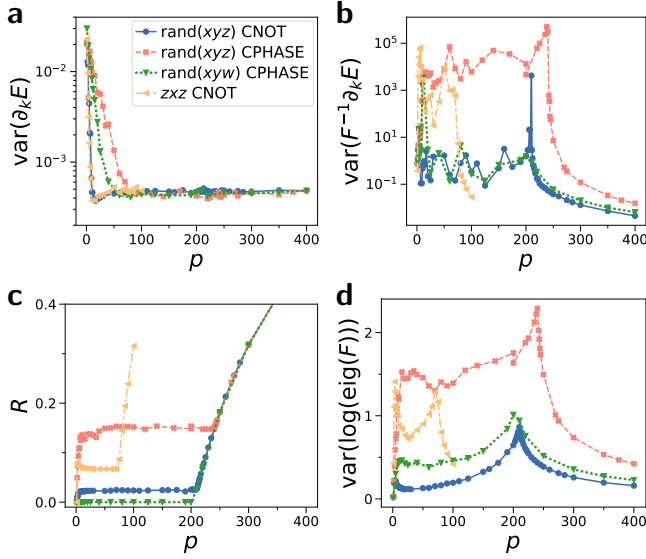 a
rand(xyz) CNOT
rand(xyz) CPHASE
rand(xyw) CPHASE
zxz CNOT
var(∂ₖE)
10⁻²
10⁻³
0 100 200 300 400
p
b
var(F⁻¹∂ₖE)
10⁵
10³
10¹
10⁻¹
0 100 200 300 400
p
c
R
0.4
0.2
0.0
0 100 200 300 400
p
d
var(log(eig(F)))
2
1
0
0 100 200 300 400
p